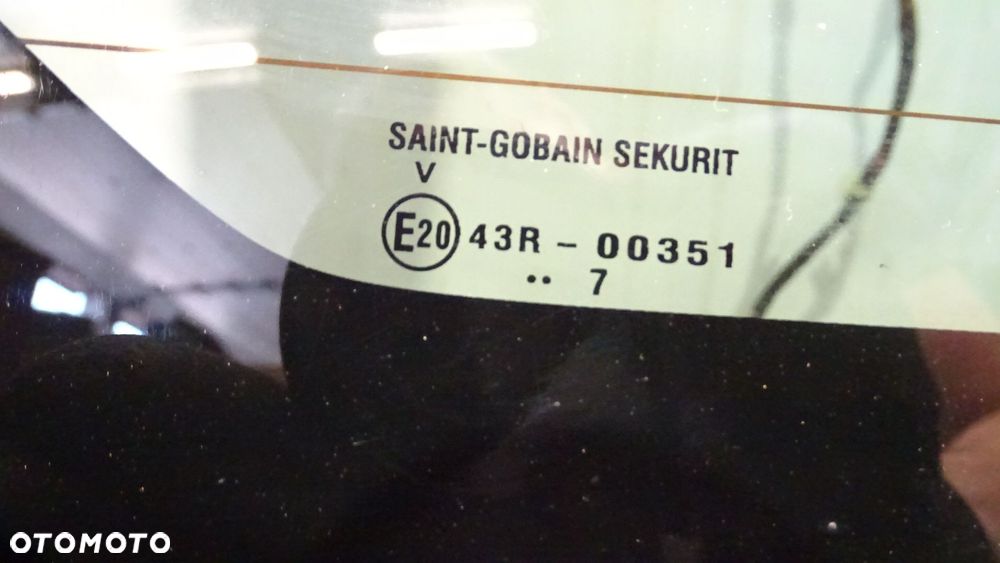 SAINT-GOBAIN SEKURIT
V
E20 43R - 00351
•• 7
OTOMOTO